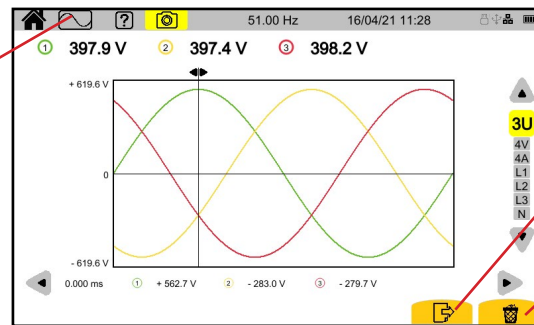 ? 51.00 Hz 16/04/21 11:28
1 397.9 V 2 397.4 V 3 398.2 V
+ 619.6 V
0
- 619.6 V
3U
4V
4A
L1
L2
L3
N
0.000 ms 1 + 562.7 V 2 - 283.0 V 3 - 279.7 V